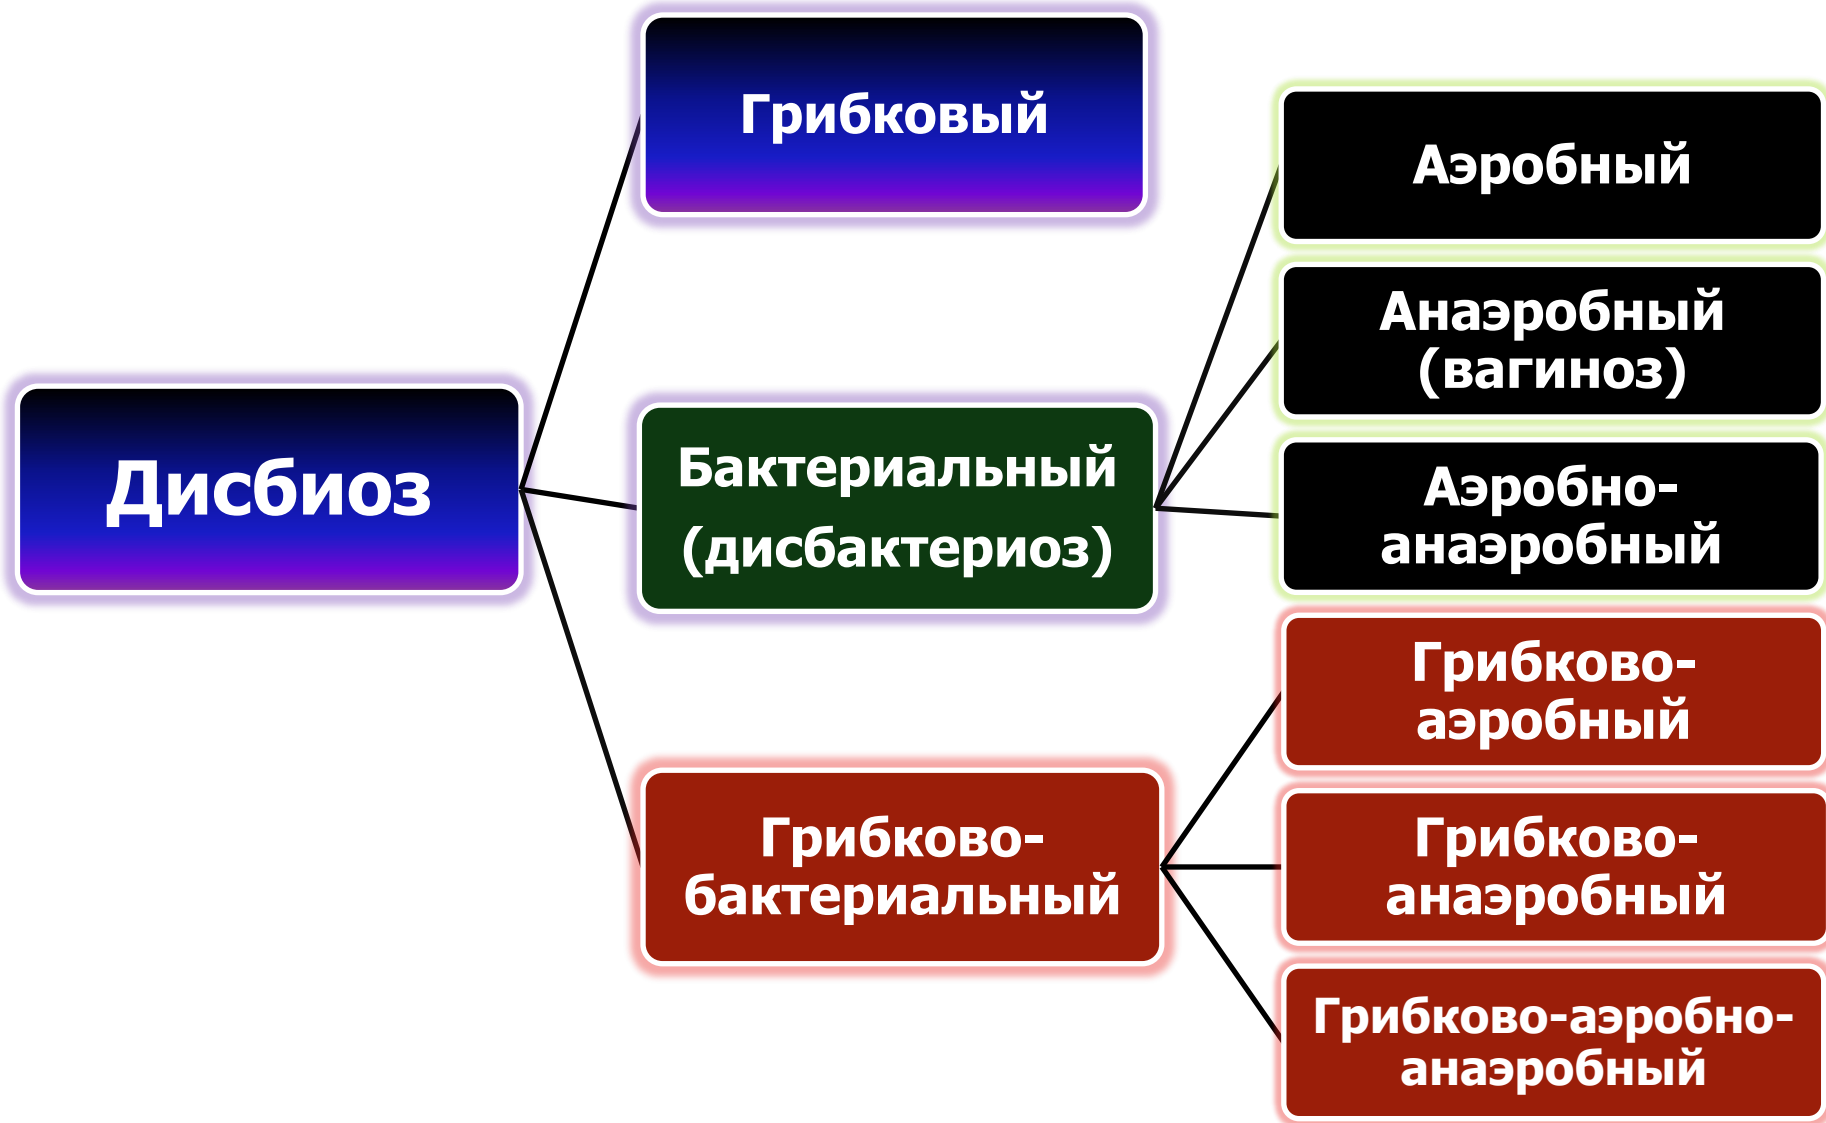 Дисбиоз
Грибковый
Бактериальный
(дисбактериоз)
Грибково-
бактериальный
Аэробный
Анаэробный
(вагиноз)
Аэробно-
анаэробный
Грибково-
аэробный
Грибково-
анаэробный
Грибково-аэробно-
анаэробный